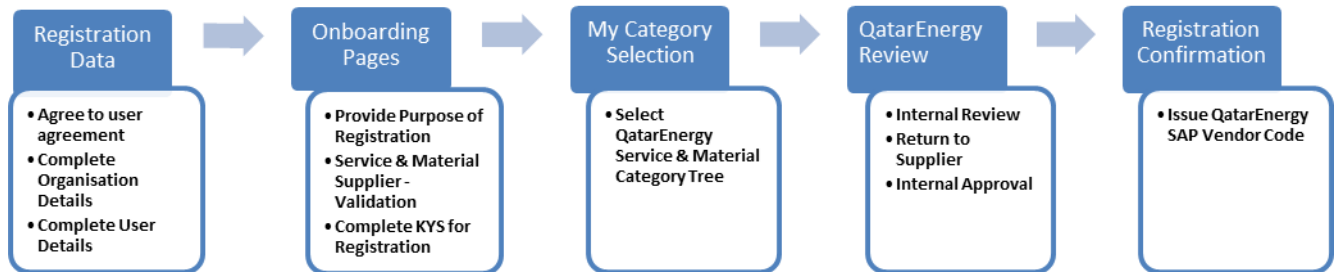 Registration
Data
• Agree to user
agreement
• Complete
Organisation
Details
• Complete User
Details
Onboarding
Pages
• Provide Purpose of
Registration
• Service & Material
Supplier -
Validation
• Complete KYS for
Registration
My Category
Selection
• Select
QatarEnergy
Service & Material
Category Tree
QatarEnergy
Review
• Internal Review
• Return to
Supplier
• Internal Approval
Registration
Confirmation
• Issue QatarEnergy
SAP Vendor Code